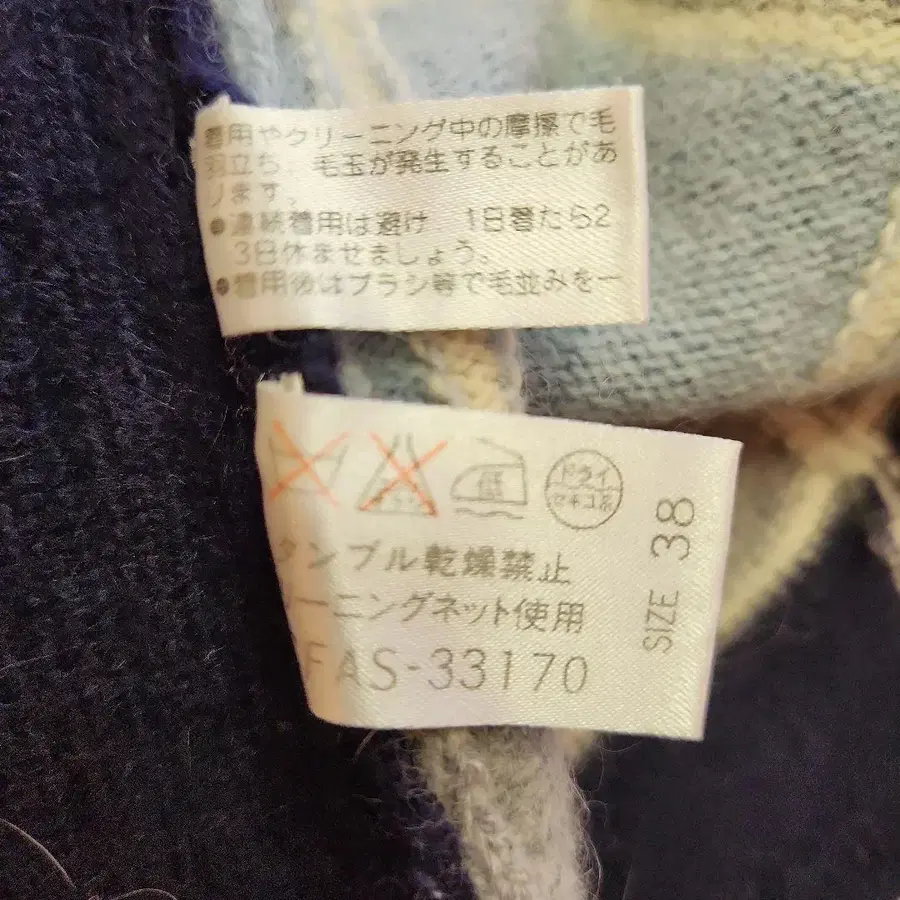 着用やクリーニング中の摩擦で毛
羽立ち、毛玉が発生することがあ
ります。
●連続着用は避け 1日着たら2
3日休ませましょう。
●着用後はブラシ等で毛並みを一
低
ドライ
セキユ系
タンブル乾燥禁止
ーニングネット使用
FAS-33170
SIZE 38